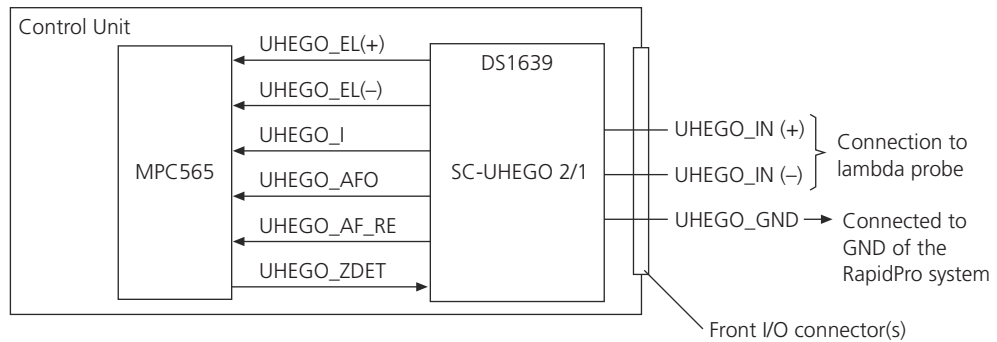 Control Unit
MPC565
UHEGO_EL(+)
UHEGO_EL(–)
UHEGO_I
UHEGO_AFO
UHEGO_AF_RE
UHEGO_ZDET
DS1639
SC-UHEGO 2/1
UHEGO_IN (+)
UHEGO_IN (–)
UHEGO_GND
Connection to
lambda probe
Connected to
GND of the
RapidPro system
Front I/O connector(s)